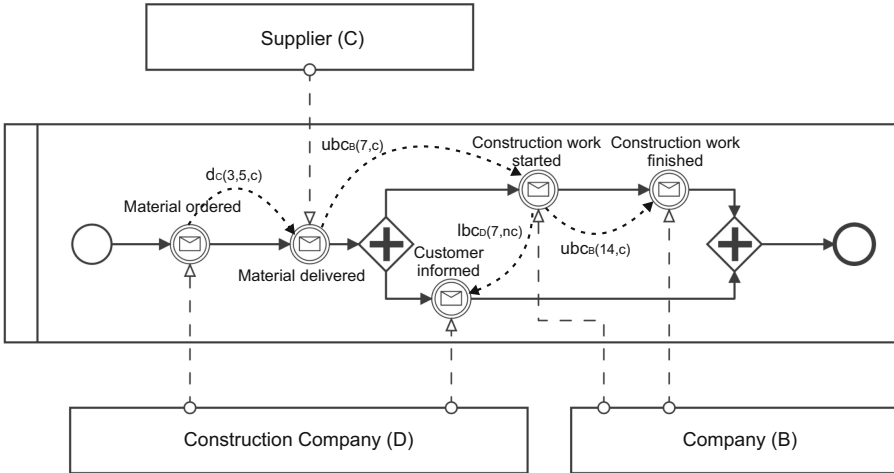 Supplier (C)
ubcB(7,c)
Construction work
started
Construction work
finished
dC(3,5,c)
Material ordered
lbcD(7,nc)
ubcB(14,c)
Customer
informed
Material delivered
Construction Company (D)
Company (B)